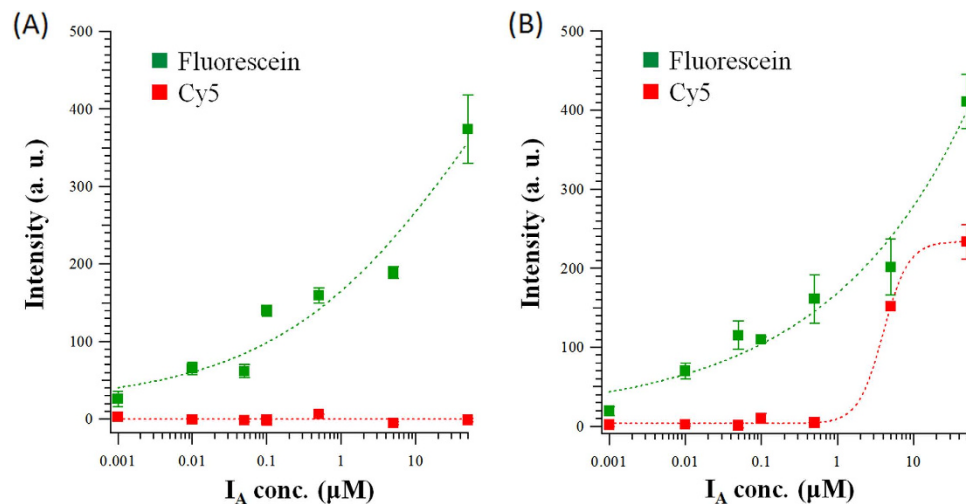 (A)
500
400
300
200
100
0
Intensity (a. u.)
Fluorescein
Cy5
0.001
0.01
0.1
1
10
I_A conc. (µM)
(B)
500
400
300
200
100
0
Intensity (a. u.)
Fluorescein
Cy5
0.001
0.01
0.1
1
10
I_A conc. (µM)